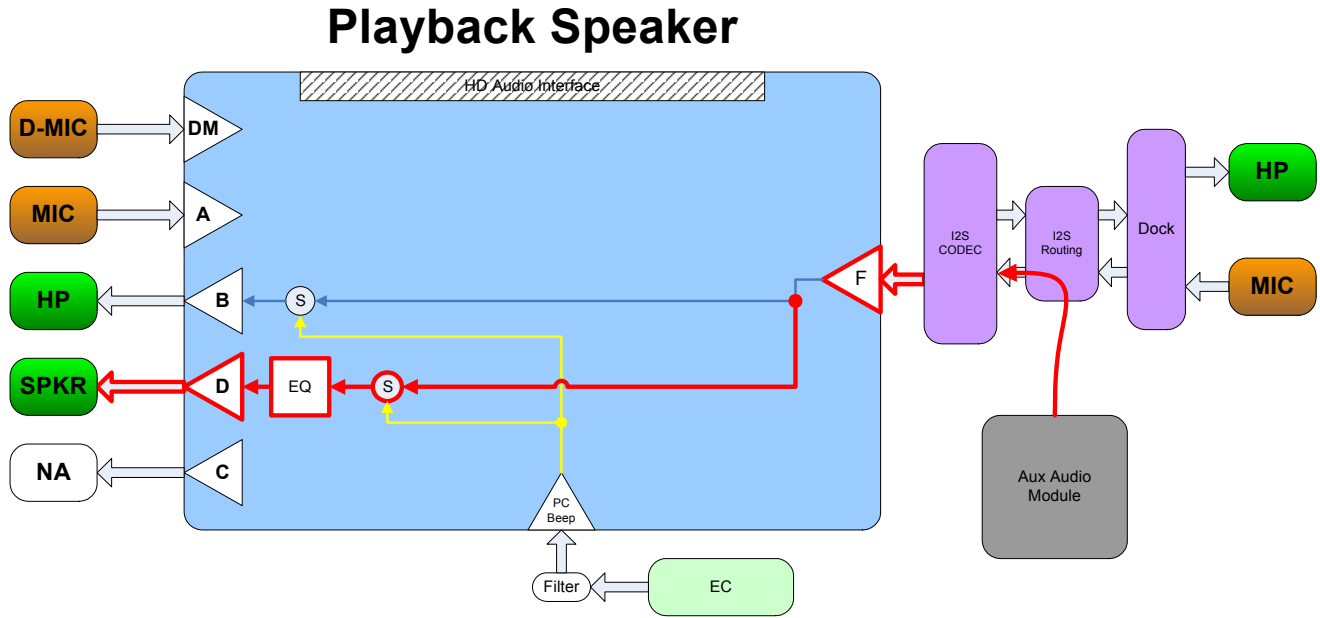 Playback Speaker
HD Audio Interface
D-MIC
DM
MIC
A
HP
B
S
SPKR
D
EQ
S
NA
C
F
I2S
CODEC
I2S
Routing
Dock
HP
MIC
Aux Audio
Module
PC
Beep
Filter
EC